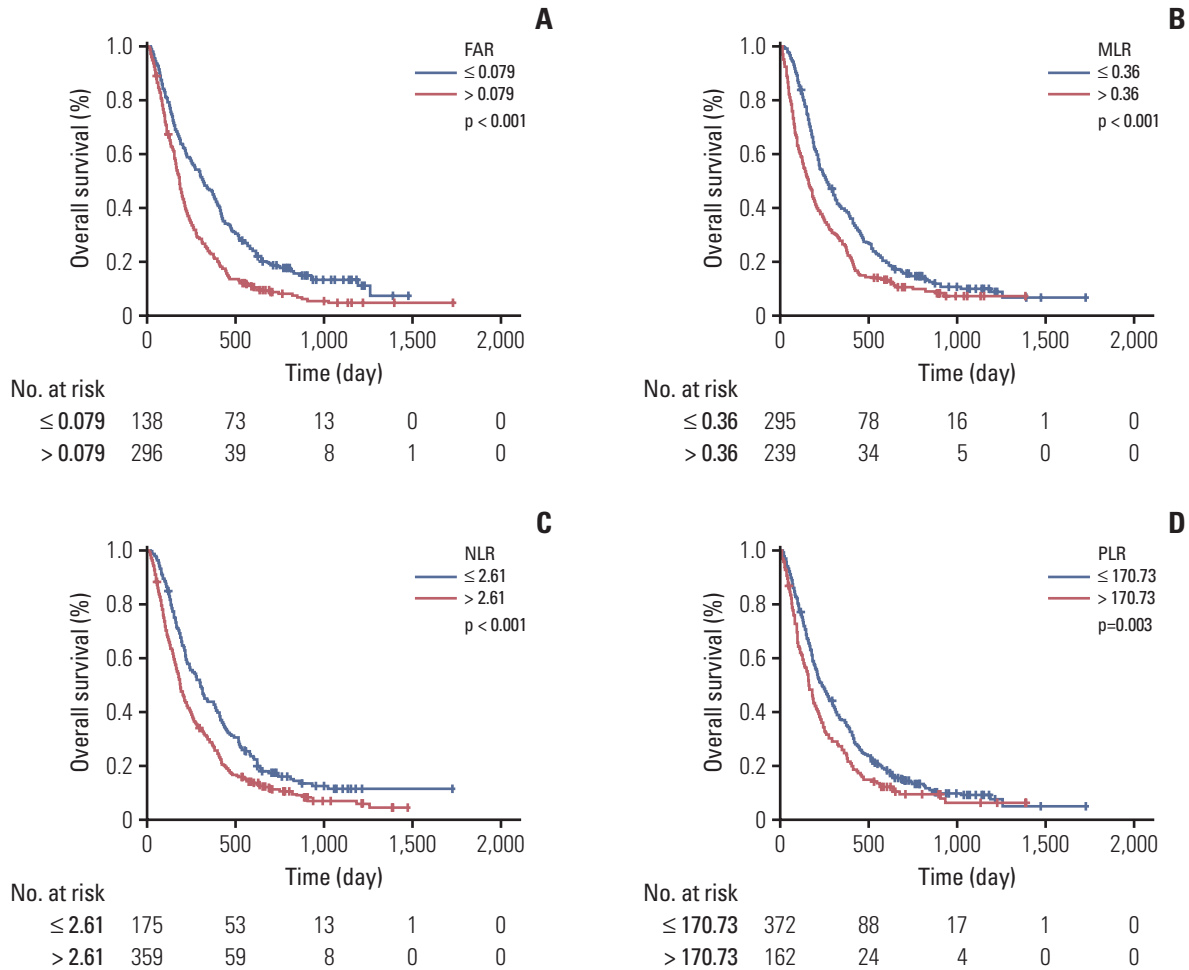 A
1.0
0.8
0.6
0.4
0.2
0
Overall survival (%)
FAR
≤ 0.079
> 0.079
p < 0.001
0 500 1,000 1,500 2,000
Time (day)
No. at risk
≤ 0.079 138 73 13 0 0
> 0.079 296 39 8 1 0
B
1.0
0.8
0.6
0.4
0.2
0
Overall survival (%)
MLR
≤ 0.36
> 0.36
p < 0.001
0 500 1,000 1,500 2,000
Time (day)
No. at risk
≤ 0.36 295 78 16 1 0
> 0.36 239 34 5 0 0
C
1.0
0.8
0.6
0.4
0.2
0
Overall survival (%)
NLR
≤ 2.61
> 2.61
p < 0.001
0 500 1,000 1,500 2,000
Time (day)
No. at risk
≤ 2.61 175 53 13 1 0
> 2.61 359 59 8 0 0
D
1.0
0.8
0.6
0.4
0.2
0
Overall survival (%)
PLR
≤ 170.73
> 170.73
p=0.003
0 500 1,000 1,500 2,000
Time (day)
No. at risk
≤ 170.73 372 88 17 1 0
> 170.73 162 24 4 0 0